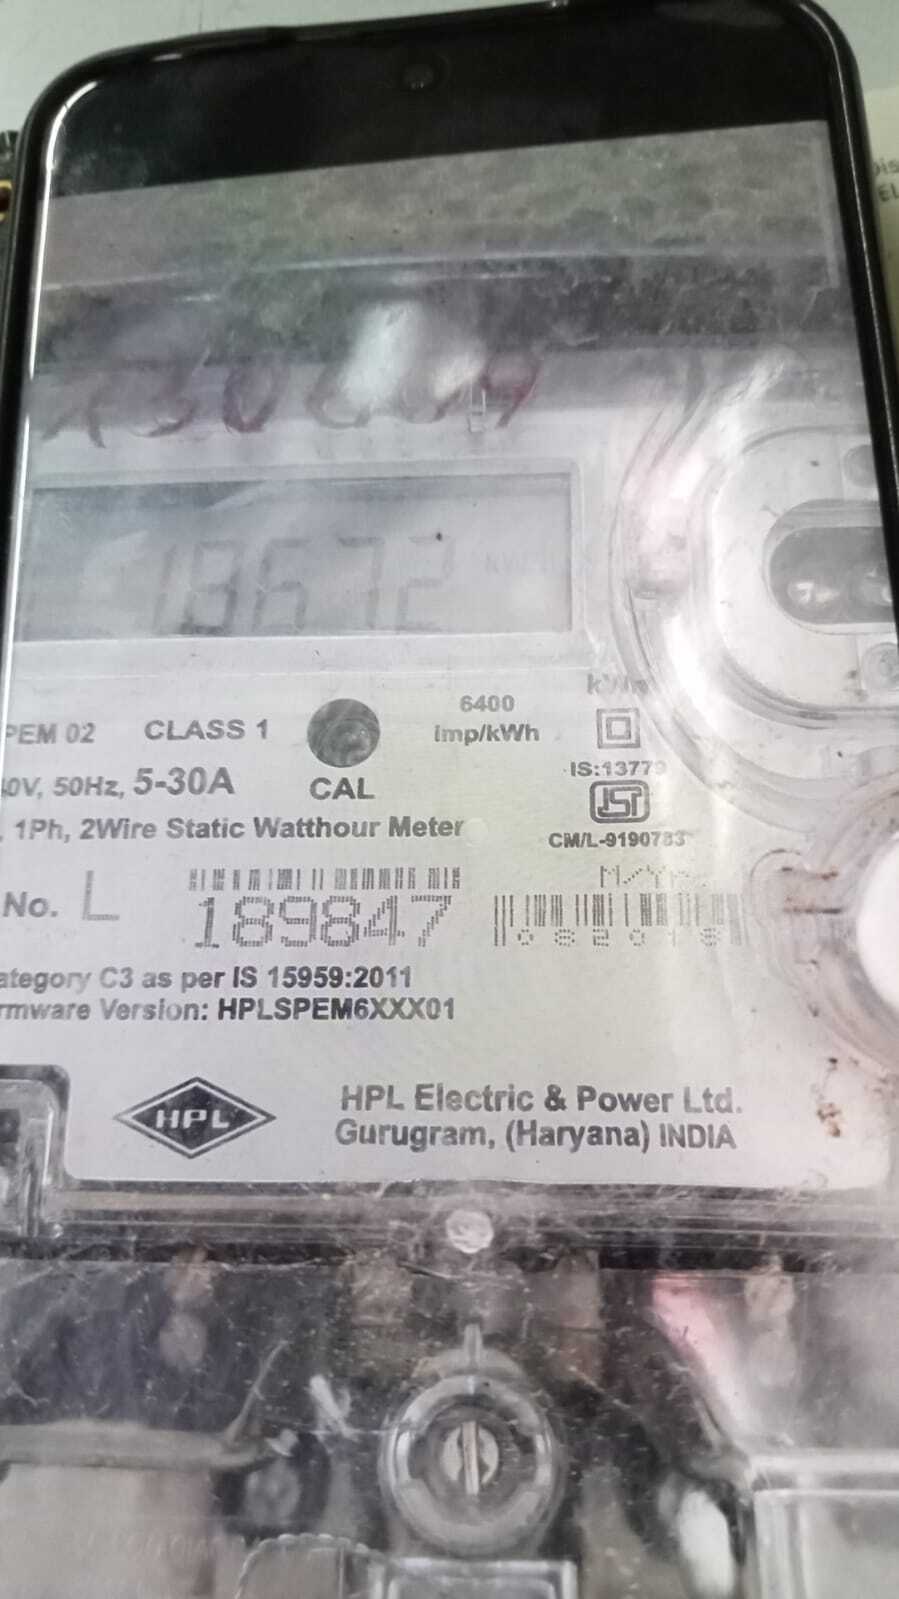 18672
PEM 02 CLASS 1
CAL
6400
imp/kWh
kWh
0V, 50Hz, 5-30A
IS:13779
, 1Ph, 2Wire Static Watthour Meter
CM/L-9190783
No. L 189847
ategory C3 as per IS 15959:2011
rmware Version: HPLSPEM6XXX01
HPL
HPL Electric & Power Ltd.
Gurugram, (Haryana) INDIA